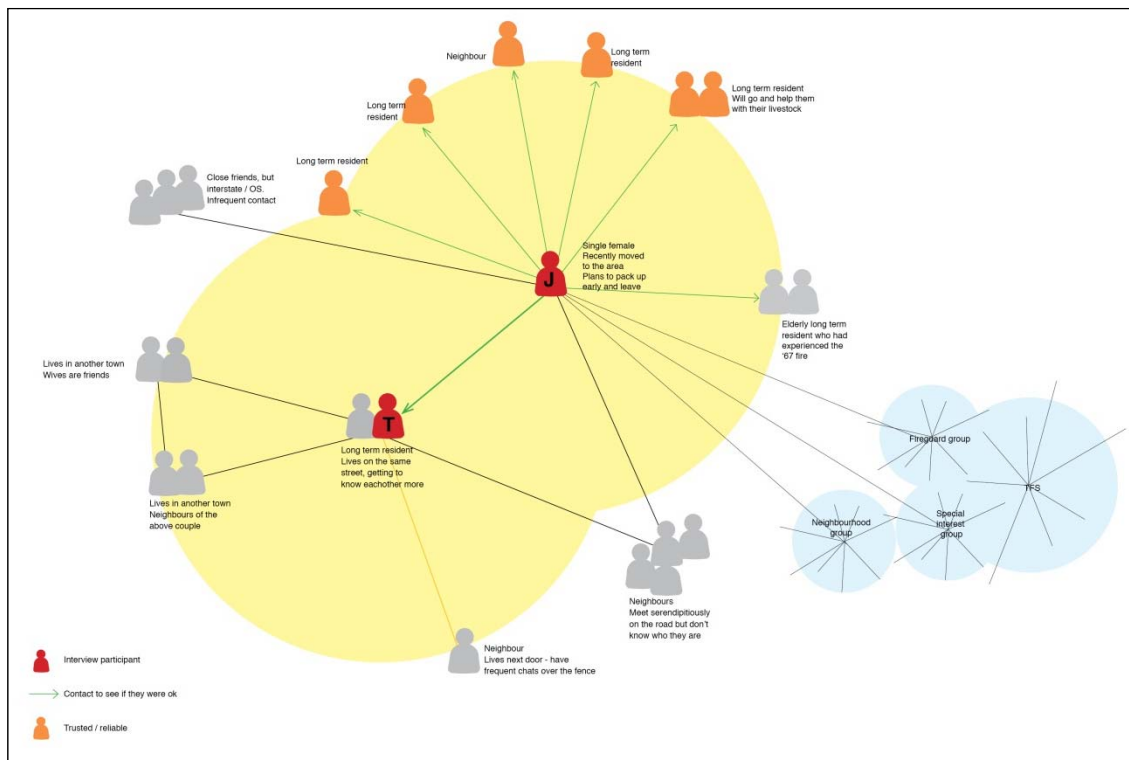 Neighbour
Long term
resident
Long term resident
Will go and help them
with their livestock
Long term
resident
Long term resident
Close friends, but
interstate / OS.
Infrequent contact
J
Single female
Recently moved
to the area
Plans to pack up
early and leave
Elderly long term
resident who had
experienced the
'67 fire
Lives in another town
Wives are friends
T
Long term resident
Lives on the same
street, getting to
know eachother more
Lives in another town
Neighbours of the
above couple
Fireguard group
TFS
Neighbourhood
group
Special
interest
group
Neighbours
Meet serendipitiously
on the road but don't
know who they are
Neighbour
Lives next door - have
frequent chats over the fence
Interview participant
Contact to see if they were ok
Trusted / reliable